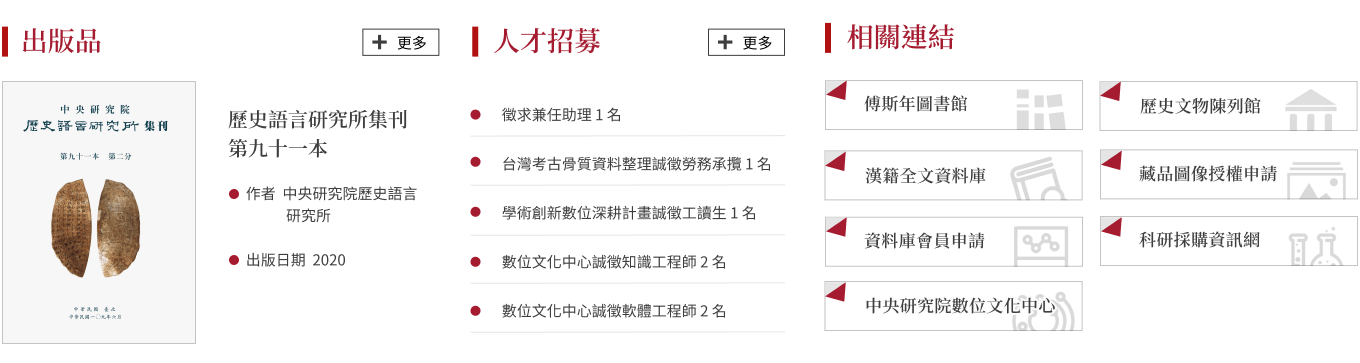 出版品
更多
中央研究院
歷史語言研究所集刊
第九十一本 第二分
中華民國 臺北
中華民國一〇九年六月
歷史語言研究所集刊
第九十一本
作者 中央研究院歷史語言
研究所
出版日期 2020
人才招募
更多
徵求兼任助理 1 名
台灣考古骨質資料整理誠徵勞務承攬 1 名
學術創新數位深耕計畫誠徵工讀生 1 名
數位文化中心誠徵知識工程師 2 名
數位文化中心誠徵軟體工程師 2 名
相關連結
傅斯年圖書館
歷史文物陳列館
漢籍全文資料庫
藏品圖像授權申請
資料庫會員申請
科研採購資訊網
中央研究院數位文化中心